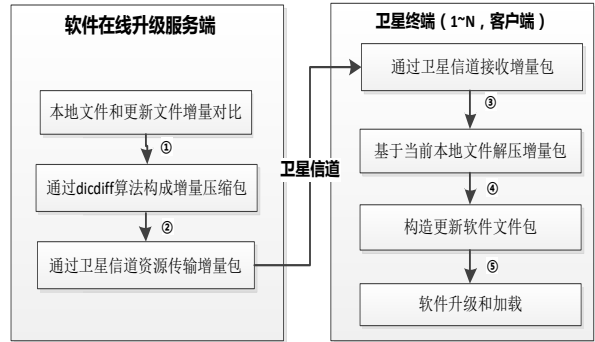 软件在线升级服务端
本地文件和更新文件增量对比
①
通过dicdiff算法构成增量压缩包
②
通过卫星信道资源传输增量包
卫星信道
卫星终端（1~N，客户端）
通过卫星信道接收增量包
③
基于当前本地文件解压增量包
④
构造更新软件文件包
⑤
软件升级和加载